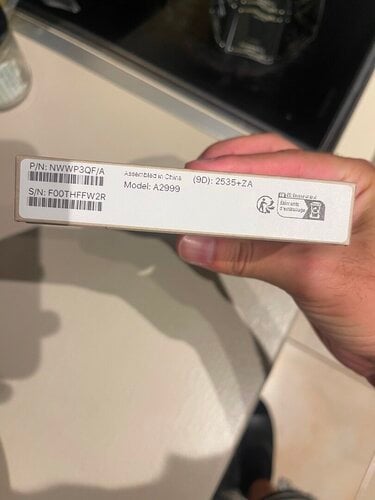 P/N: NWWP3QF/A
S/N: F00THFFW2R
Assembled in China
Model: A2999
(9D): 2535+ZA